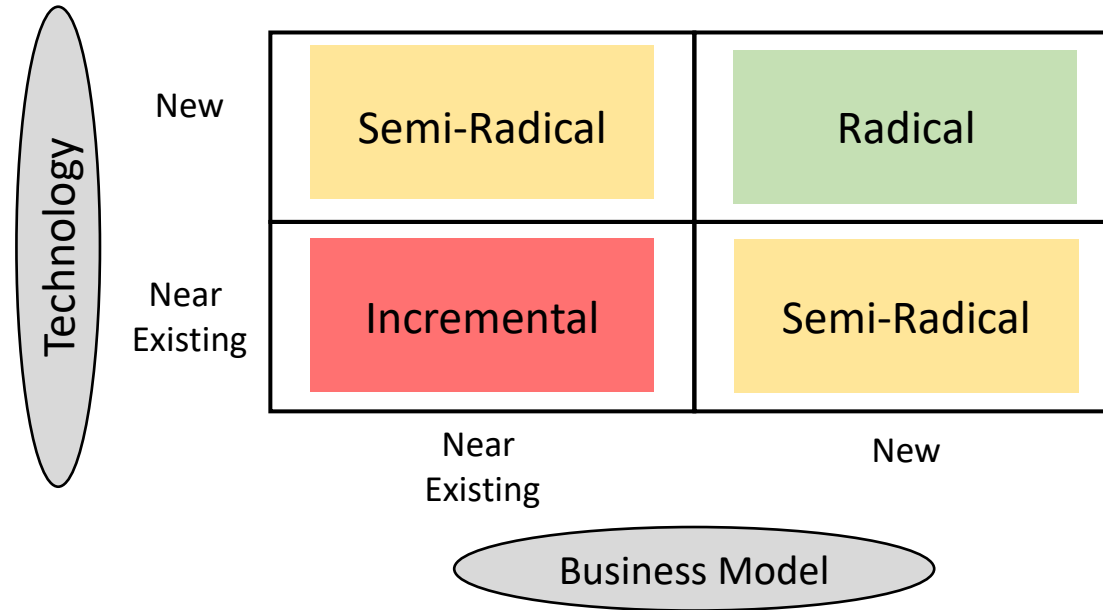 Technology
New
Semi-Radical
Radical
Near
Existing
Incremental
Semi-Radical
Near
Existing
New
Business Model